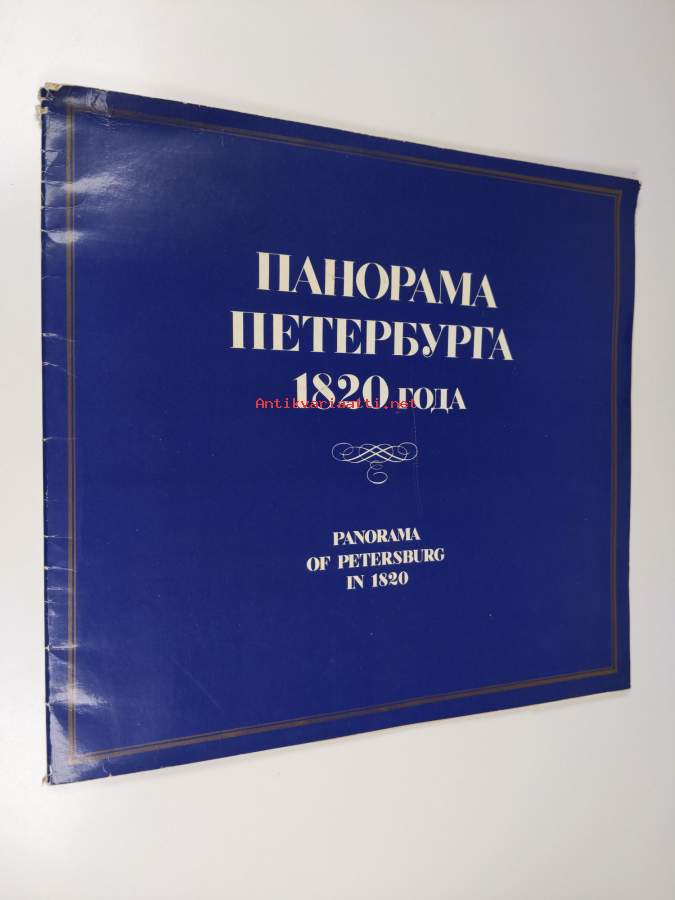 ПАНОРАМА
ПЕТЕРБУРГА
1820 ГОДА
Antikvariaatti.net
PANORAMA
OF PETERSBURG
IN 1820